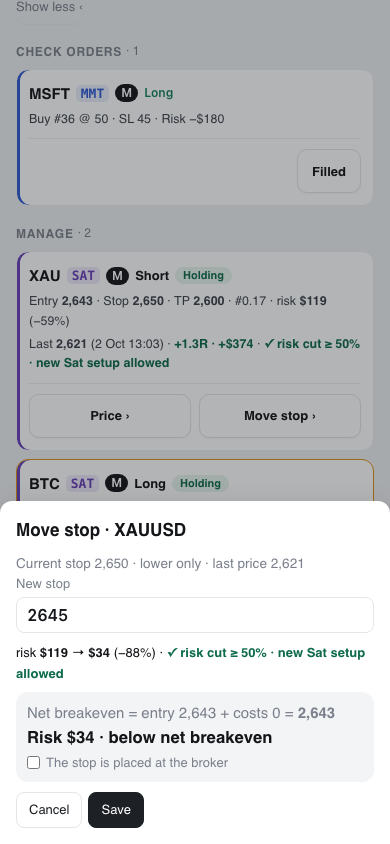 Show less ‹
CHECK ORDERS · 1
MSFT MMT M Long
Buy #36 @ 50 · SL 45 · Risk ~$180
Filled
MANAGE · 2
XAU SAT M Short Holding
Entry 2,643 · Stop 2,650 · TP 2,600 · #0.17 · risk $119
(−59%)
Last 2,621 (2 Oct 13:03) · +1.3R · +$374 · ✓ risk cut ≥ 50%
· new Sat setup allowed
Price ›
Move stop ›
BTC SAT M Long Holding
Move stop · XAUUSD
Current stop 2,650 · lower only · last price 2,621
New stop
2645
risk $119 → $34 (−88%) · ✓ risk cut ≥ 50% · new Sat setup
allowed
Net breakeven = entry 2,643 + costs 0 = 2,643
Risk $34 · below net breakeven
The stop is placed at the broker
Cancel
Save